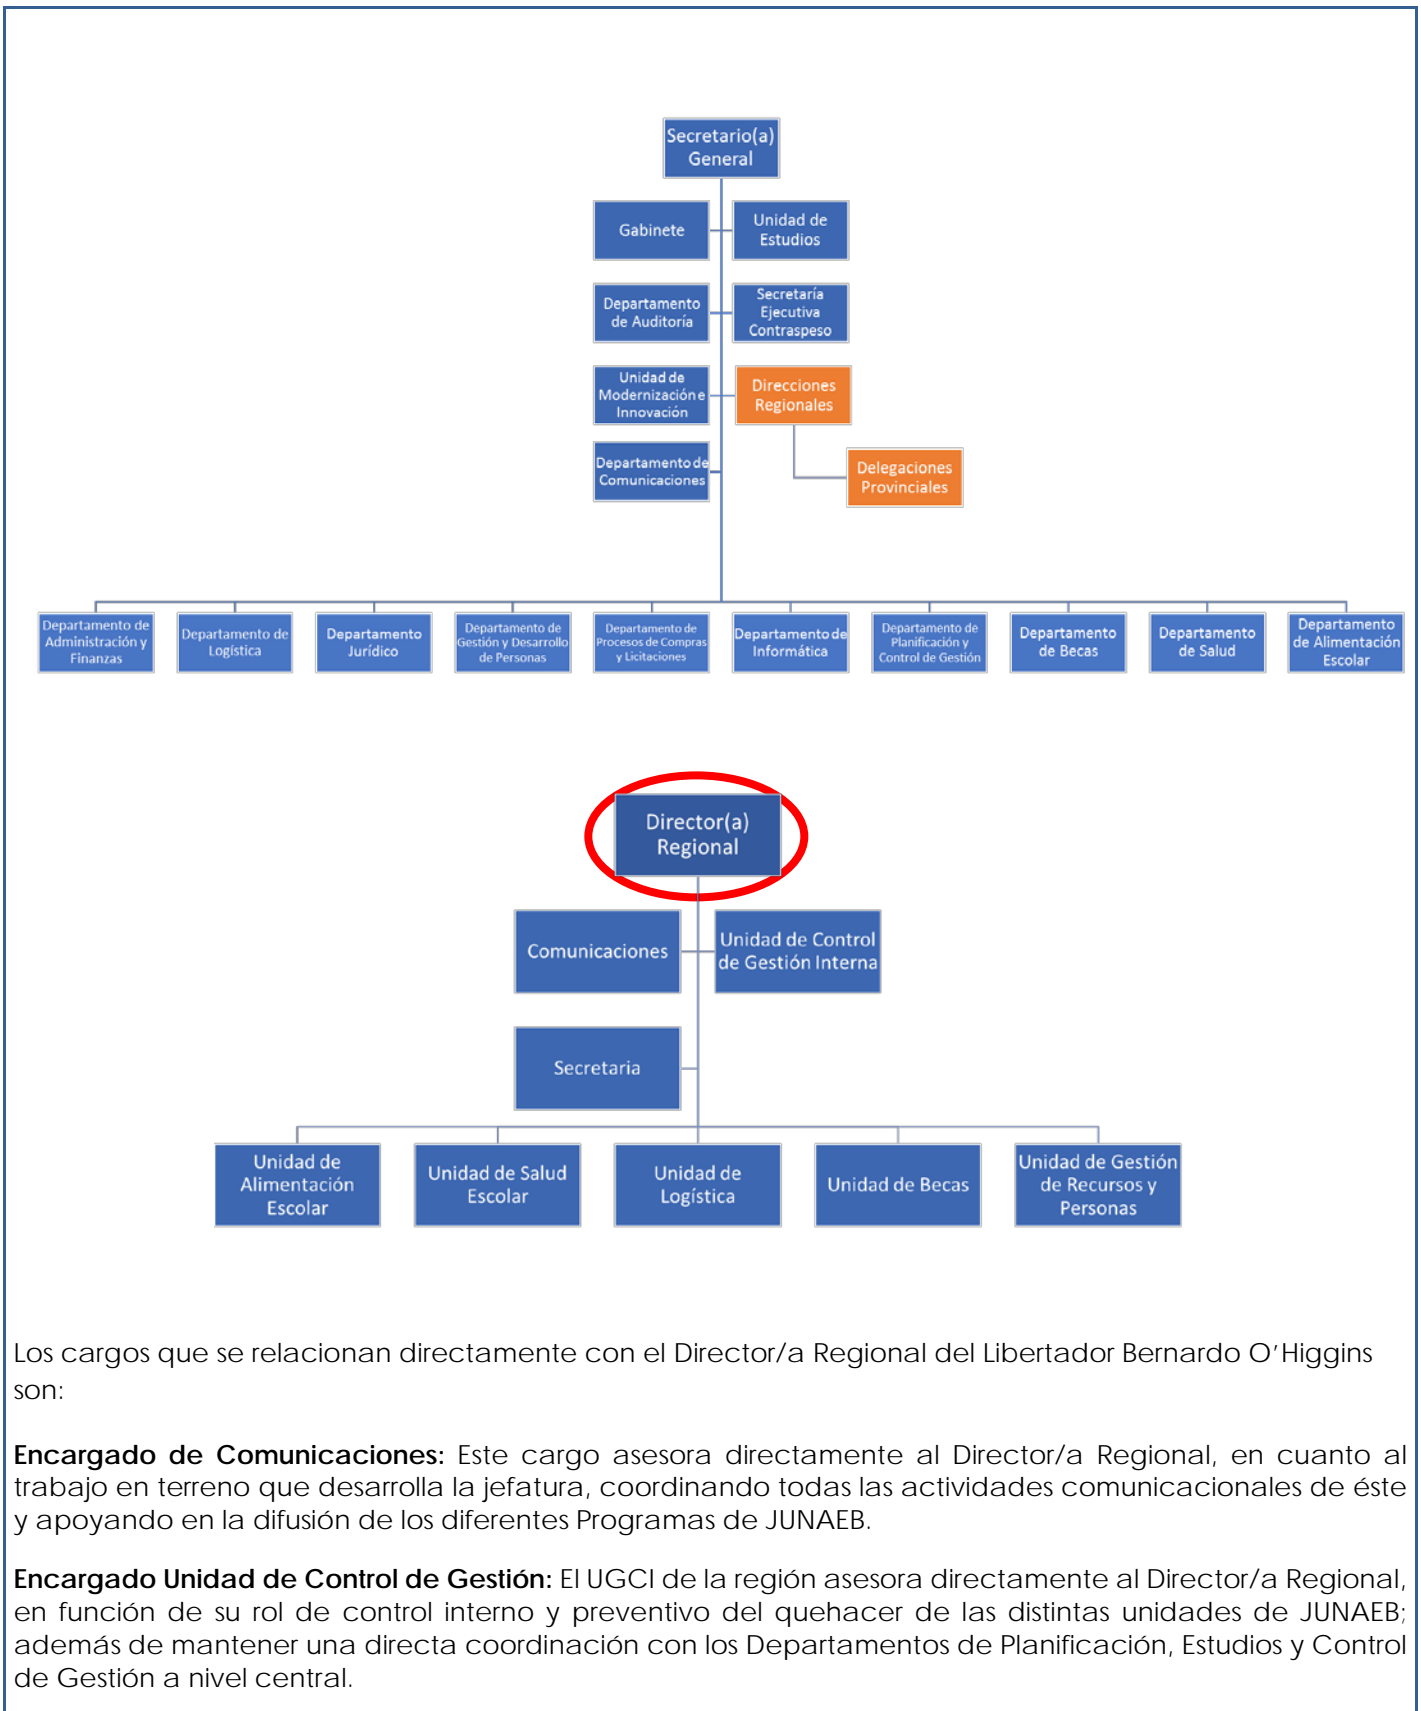 Secretario(a)
General
Gabinete
Unidad de
Estudios
Departamento
de Auditoría
Secretaría
Ejecutiva
Contraspeso
Unidad de
Modernización e
Innovación
Direcciones
Regionales
Departamento de
Comunicaciones
Delegaciones
Provinciales
Departamento de
Administración y
Finanzas
Departamento de
Logística
Departamento
Jurídico
Departamento de
Gestión y Desarrollo
de Personas
Departamento de
Procesos de Compras
y Licitaciones
Departamento de
Informática
Departamento de
Planificación y
Control de Gestión
Departamento
de Becas
Departamento
de Salud
Departamento
de Alimentación
Escolar
Director(a)
Regional
Comunicaciones
Unidad de Control
de Gestión Interna
Secretaria
Unidad de
Alimentación
Escolar
Unidad de Salud
Escolar
Unidad de
Logística
Unidad de Becas
Unidad de Gestión
de Recursos y
Personas
Los cargos que se relacionan directamente con el Director/a Regional del Libertador Bernardo O’Higgins
son:
Encargado de Comunicaciones: Este cargo asesora directamente al Director/a Regional, en cuanto al
trabajo en terreno que desarrolla la jefatura, coordinando todas las actividades comunicacionales de éste
y apoyando en la difusión de los diferentes Programas de JUNAEB.
Encargado Unidad de Control de Gestión: El UGCI de la región asesora directamente al Director/a Regional,
en función de su rol de control interno y preventivo del quehacer de las distintas unidades de JUNAEB;
además de mantener una directa coordinación con los Departamentos de Planificación, Estudios y Control
de Gestión a nivel central.